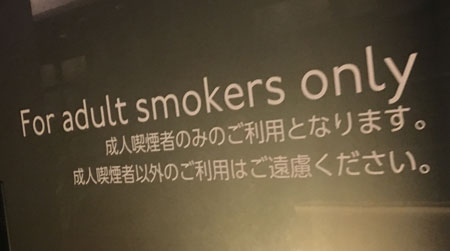 For adult smokers only
成人喫煙者のみのご利用となります。
成人喫煙者以外のご利用はご遠慮ください。